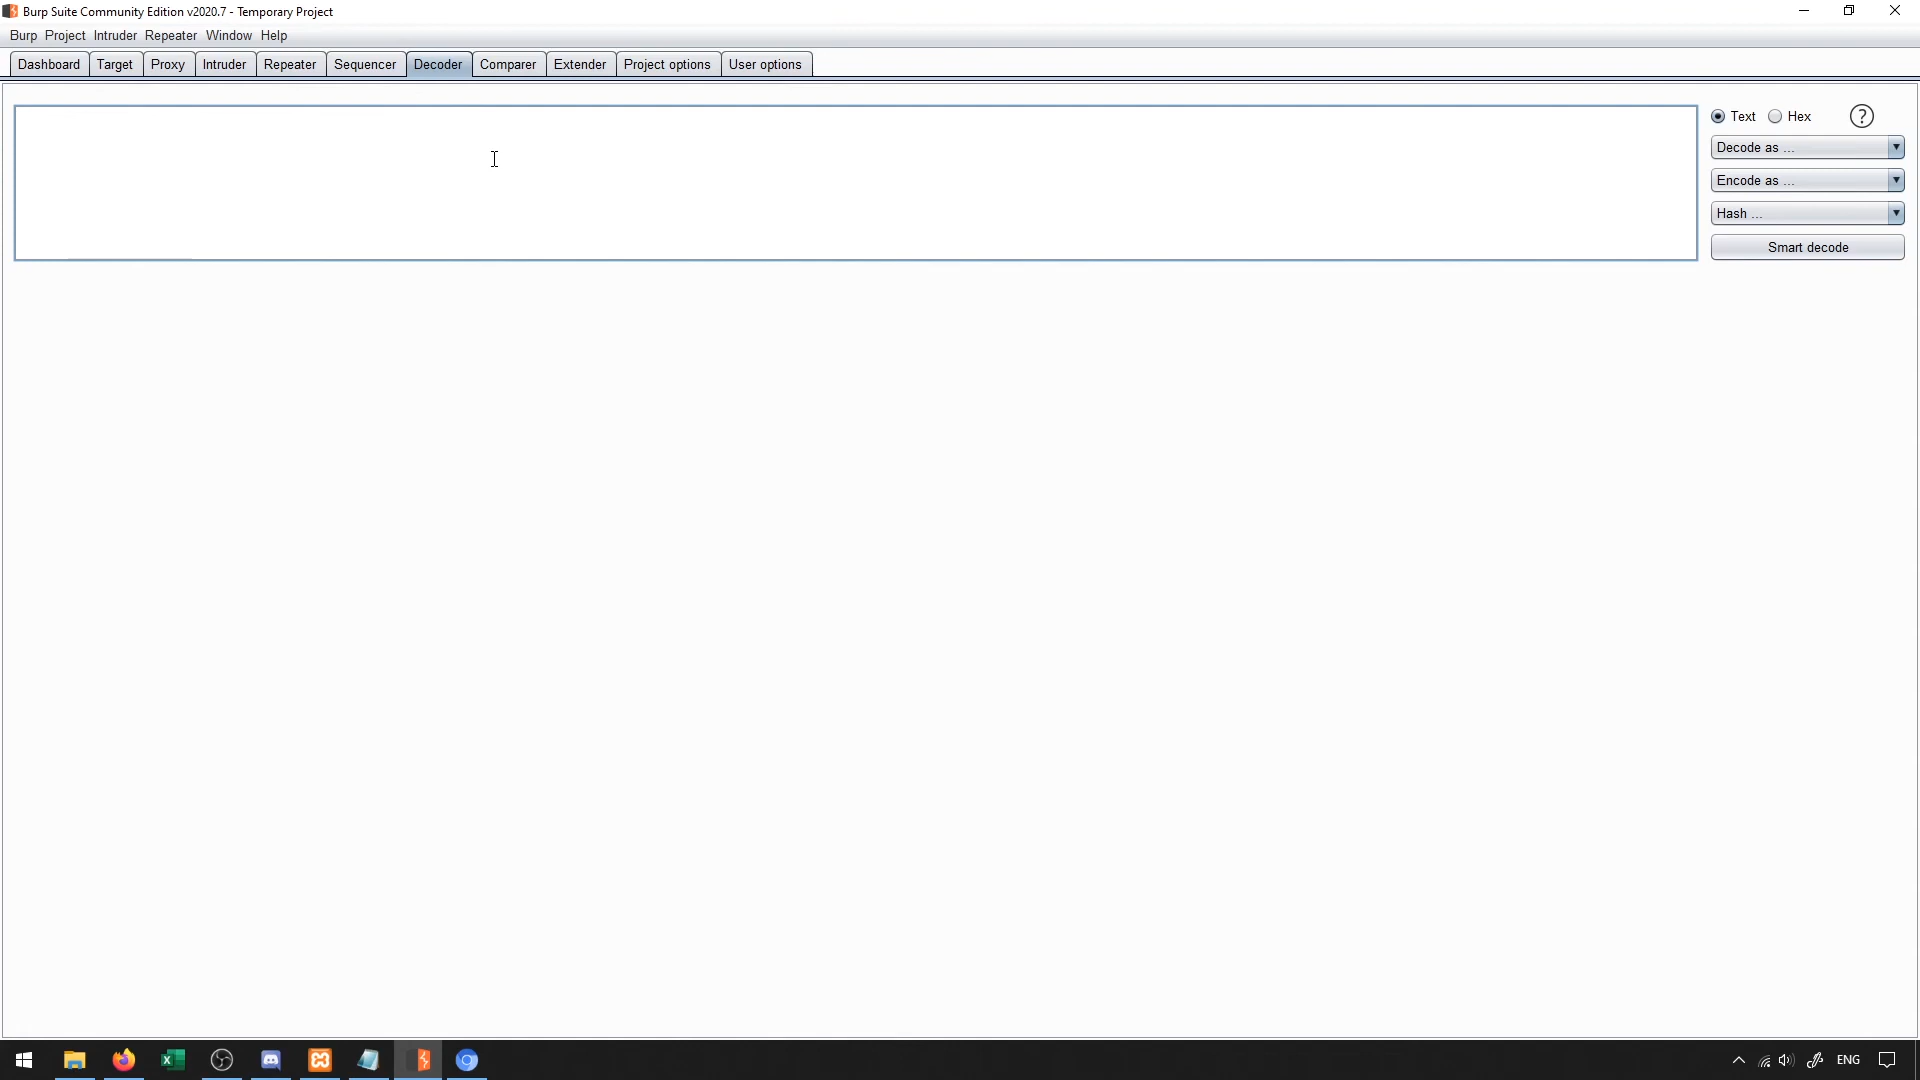 Burp Suite Community Edition v2020.7 - Temporary Project
Burp Project Intruder Repeater Window Help
Dashboard Target Proxy Intruder Repeater Sequencer Decoder Comparer Extender Project options User options
Text Hex ?
Decode as ...
Encode as ...
Hash ...
Smart decode
ENG